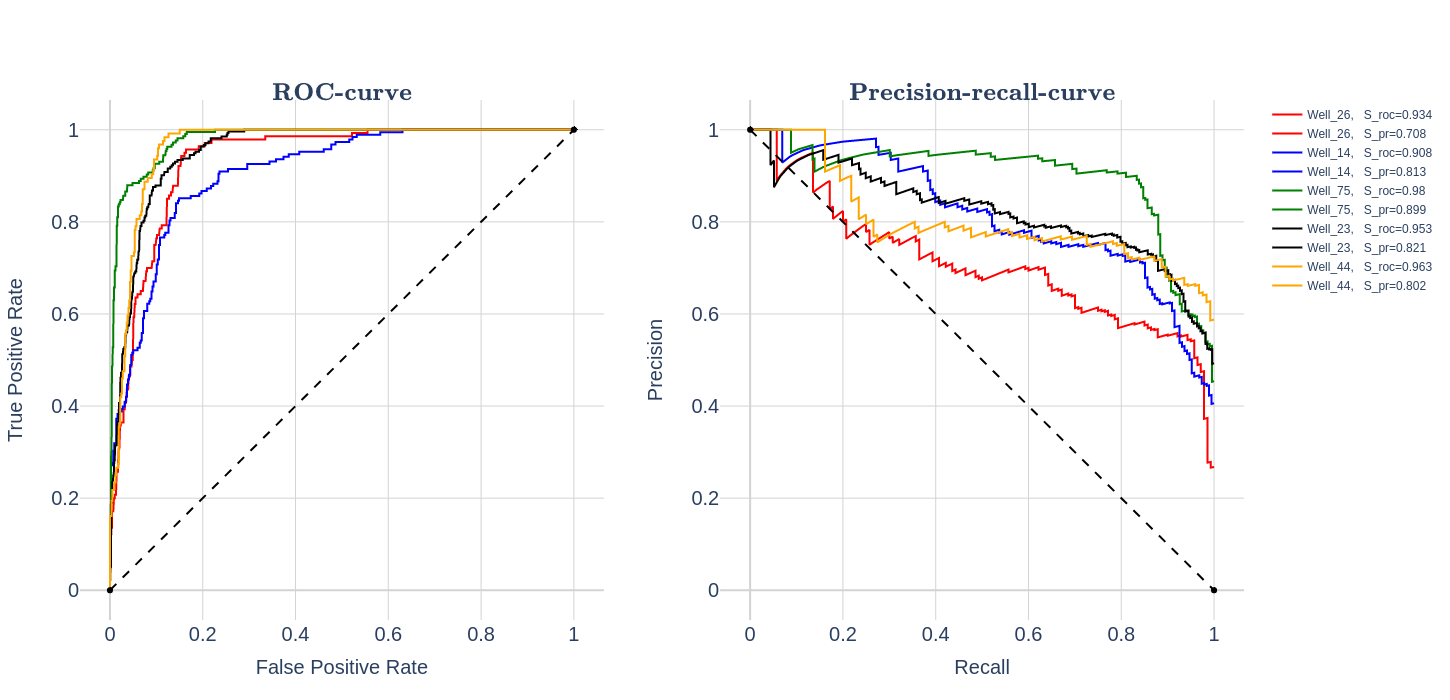 ROC-curve
Precision-recall-curve
1
0.8
0.6
0.4
0.2
0
0
0.2
0.4
0.6
0.8
1
True Positive Rate
False Positive Rate
1
0.8
0.6
0.4
0.2
0
0
0.2
0.4
0.6
0.8
1
Precision
Recall
Well_26, S_roc=0.934
Well_26, S_pr=0.708
Well_14, S_roc=0.908
Well_14, S_pr=0.813
Well_75, S_roc=0.98
Well_75, S_pr=0.899
Well_23, S_roc=0.953
Well_23, S_pr=0.821
Well_44, S_roc=0.963
Well_44, S_pr=0.802